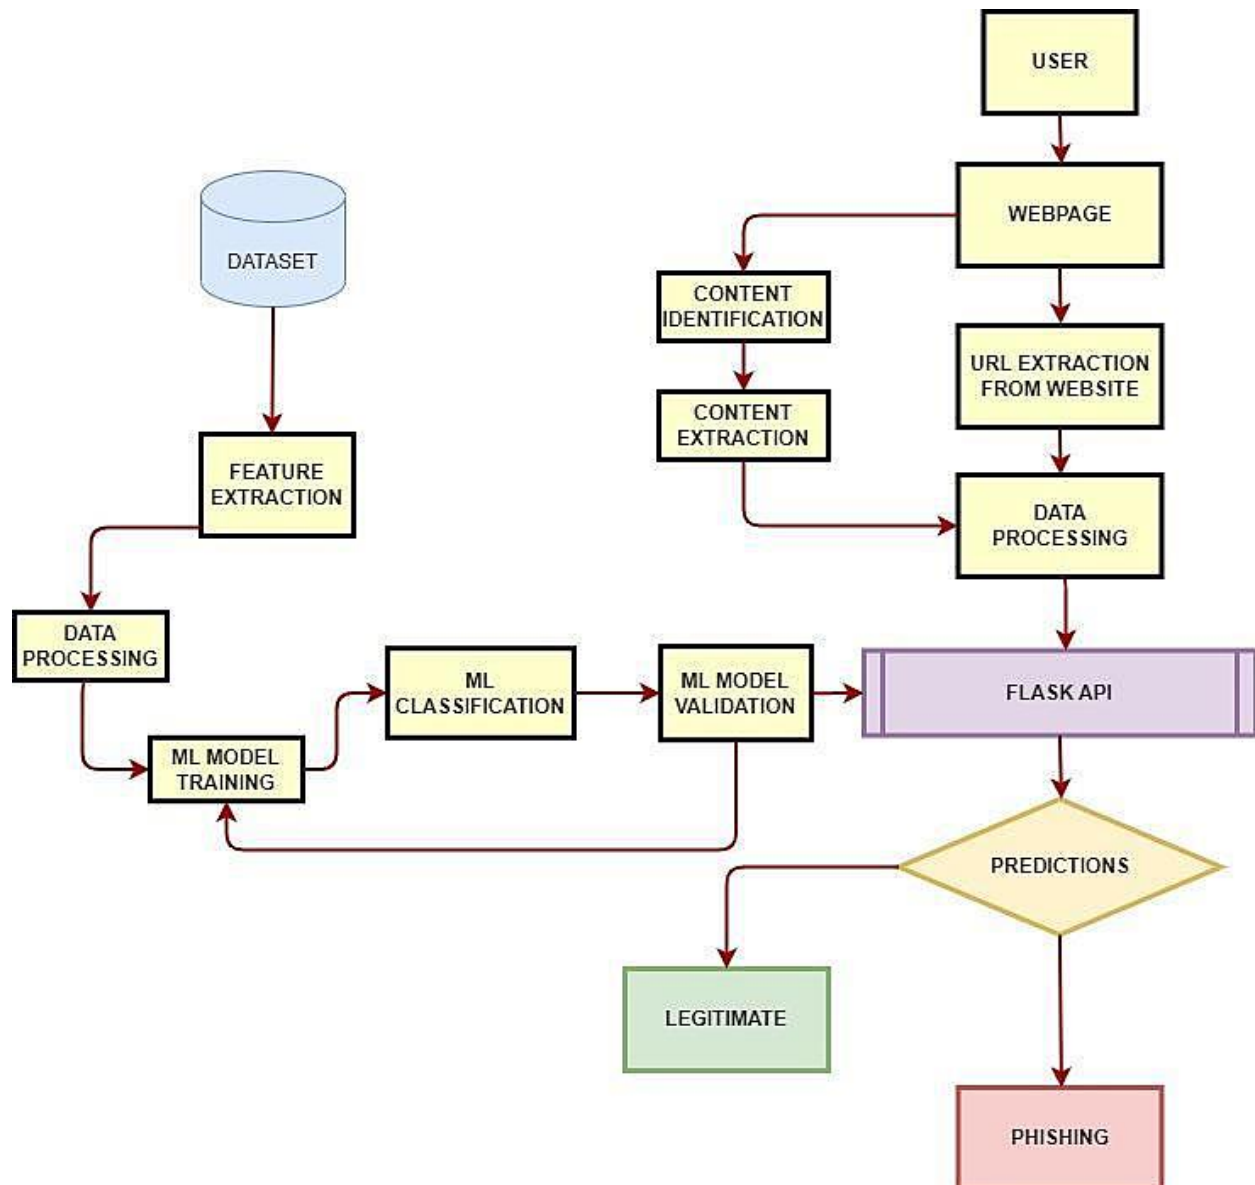 USER
WEBPAGE
DATASET
CONTENT
IDENTIFICATION
URL EXTRACTION
FROM WEBSITE
CONTENT
EXTRACTION
FEATURE
EXTRACTION
DATA
PROCESSING
DATA
PROCESSING
ML
CLASSIFICATION
ML MODEL
VALIDATION
FLASK API
ML MODEL
TRAINING
PREDICTIONS
LEGITIMATE
PHISHING